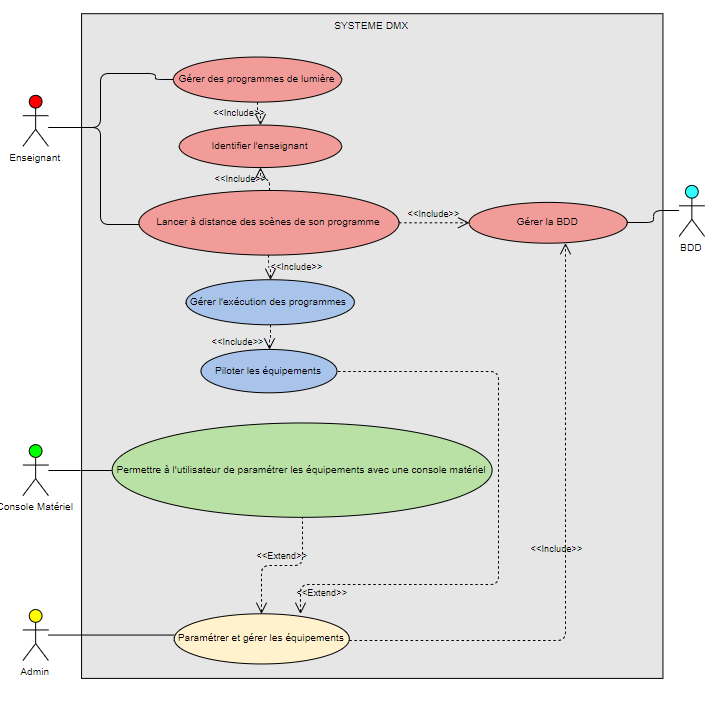 SYSTEME DMX
Gérer des programmes de lumière
<<Include>>
Enseignant
Identifier l'enseignant
<<Include>>
Lancer à distance des scènes de son programme
<<Include>>
Gérer la BDD
BDD
<<Include>>
Gérer l'exécution des programmes
<<Include>>
Piloter les équipements
Permettre à l'utilisateur de paramétrer les équipements avec une console matériel
Console Matériel
<<Include>>
<<Extend>>
<<Extend>>
Paramétrer et gérer les équipements
Admin